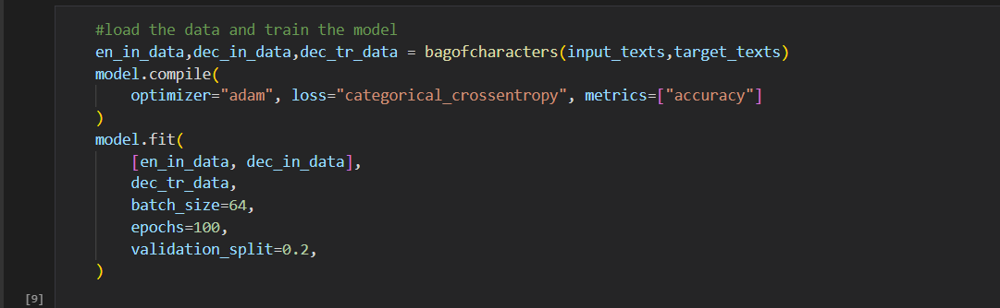 #load the data and train the model
en_in_data,dec_in_data,dec_tr_data = bagofcharacters(input_texts,target_texts)
model.compile(
    optimizer="adam", loss="categorical_crossentropy", metrics=["accuracy"]
)
model.fit(
    [en_in_data, dec_in_data],
    dec_tr_data,
    batch_size=64,
    epochs=100,
    validation_split=0.2,
)
[9]